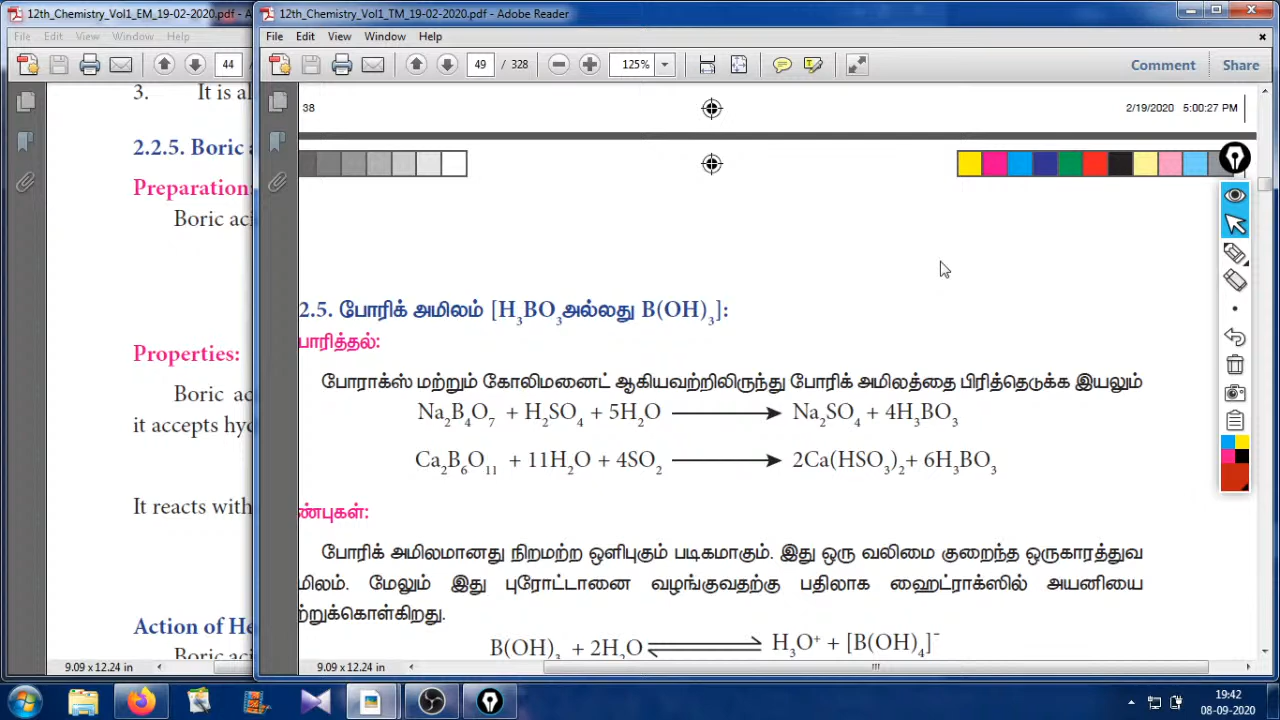 12th_Chemistry_Vol1_EM_19-02-2020.pdf - A
12th_Chemistry_Vol1_TM_19-02-2020.pdf - Adobe Reader
File Edit View Window Help
File Edit View Window Help
44
49 / 328
125%
Comment Share
3. It is al
38
2/19/2020 5:00:27 PM
2.2.5. Boric a
Preparation:
Boric aci
Properties:
Boric ac
it accepts hyd
It reacts with
Action of He
Boric aci
2.5. போரிக் அமிலம் [H₃BO₃அல்லது B(OH)₃]:
பாரித்தல்:
போராக்ஸ் மற்றும் கோலிமனைட் ஆகியவற்றிலிருந்து போரிக் அமிலத்தை பிரித்தெடுக்க இயலும்
Na₂B₄O₇ + H₂SO₄ + 5H₂O ⟶ Na₂SO₄ + 4H₃BO₃
Ca₂B₆O₁₁ + 11H₂O + 4SO₂ ⟶ 2Ca(HSO₃)₂+ 6H₃BO₃
ண்புகள்:
போரிக் அமிலமானது நிறமற்ற ஒளிபுகும் படிகமாகும். இது ஒரு வலிமை குறைந்த ஒருகாரத்துவ
மிலம். மேலும் இது புரோட்டானை வழங்குவதற்கு பதிலாக ஹைட்ராக்ஸில் அயனியை
ற்றுக்கொள்கிறது.
B(OH)₃ + 2H₂O ⇌ H₃O⁺ + [B(OH)₄]⁻
9.09 x 12.24 in
9.09 x 12.24 in
19:42
08-09-2020